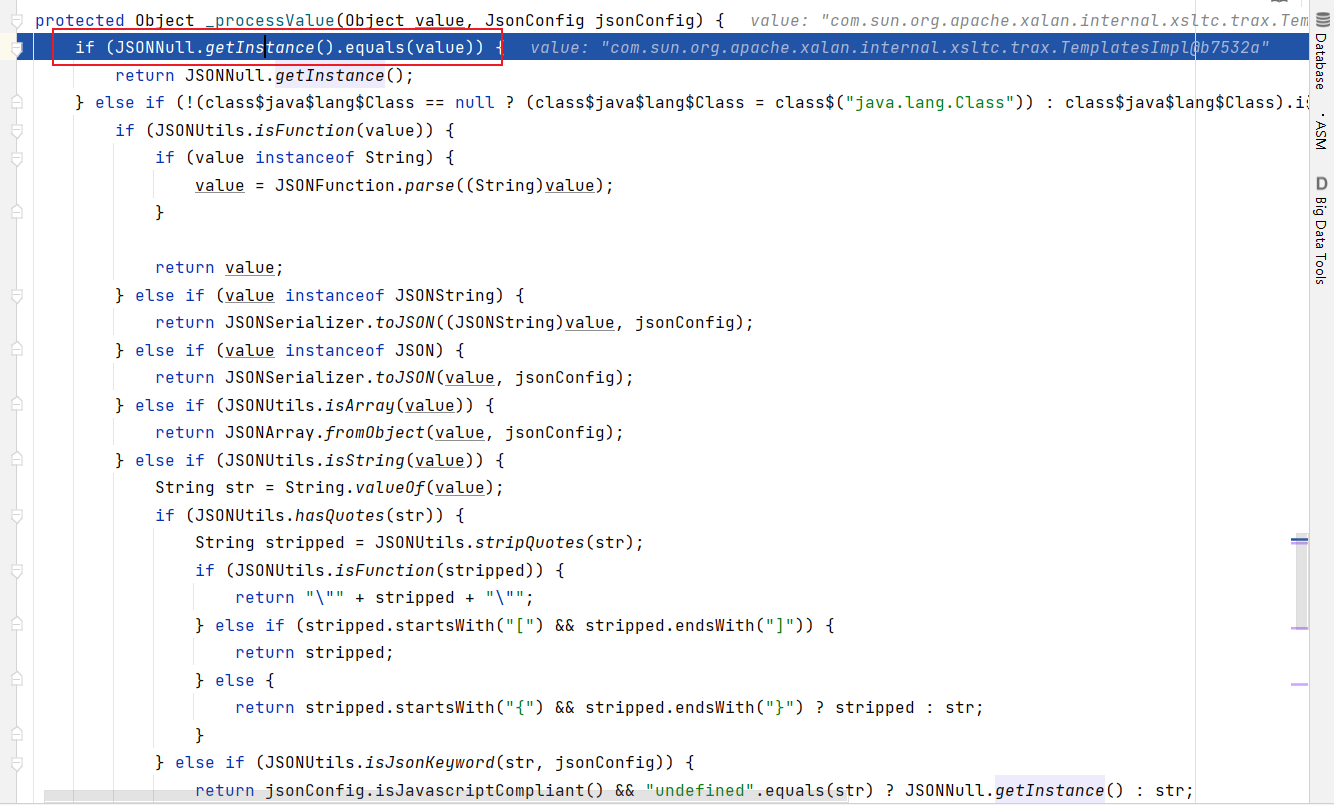 protected Object _processValue(Object value, JsonConfig jsonConfig) {   value: "com.sun.org.apache.xalan.internal.xsltc.trax.Tem
if (JSONNull.getInstance().equals(value)) {   value: "com.sun.org.apache.xalan.internal.xsltc.trax.TemplatesImpl@b7532a"
return JSONNull.getInstance();
} else if (!(class$java$lang$Class == null ? (class$java$lang$Class = class$("java.lang.Class")) : class$java$lang$Class).is
if (JSONUtils.isFunction(value)) {
if (value instanceof String) {
value = JSONFunction.parse((String)value);
}
return value;
} else if (value instanceof JSONString) {
return JSONSerializer.toJSON((JSONString)value, jsonConfig);
} else if (value instanceof JSON) {
return JSONSerializer.toJSON(value, jsonConfig);
} else if (JSONUtils.isArray(value)) {
return JSONArray.fromObject(value, jsonConfig);
} else if (JSONUtils.isString(value)) {
String str = String.valueOf(value);
if (JSONUtils.hasQuotes(str)) {
String stripped = JSONUtils.stripQuotes(str);
if (JSONUtils.isFunction(stripped)) {
return "\"" + stripped + "\"";
} else if (stripped.startsWith("[") && stripped.endsWith("]")) {
return stripped;
} else {
return stripped.startsWith("{") && stripped.endsWith("}") ? stripped : str;
}
} else if (JSONUtils.isJsonKeyword(str, jsonConfig)) {
return jsonConfig.isJavascriptCompliant() && "undefined".equals(str) ? JSONNull.getInstance() : str;
Database
ASM
D Big Data Tools